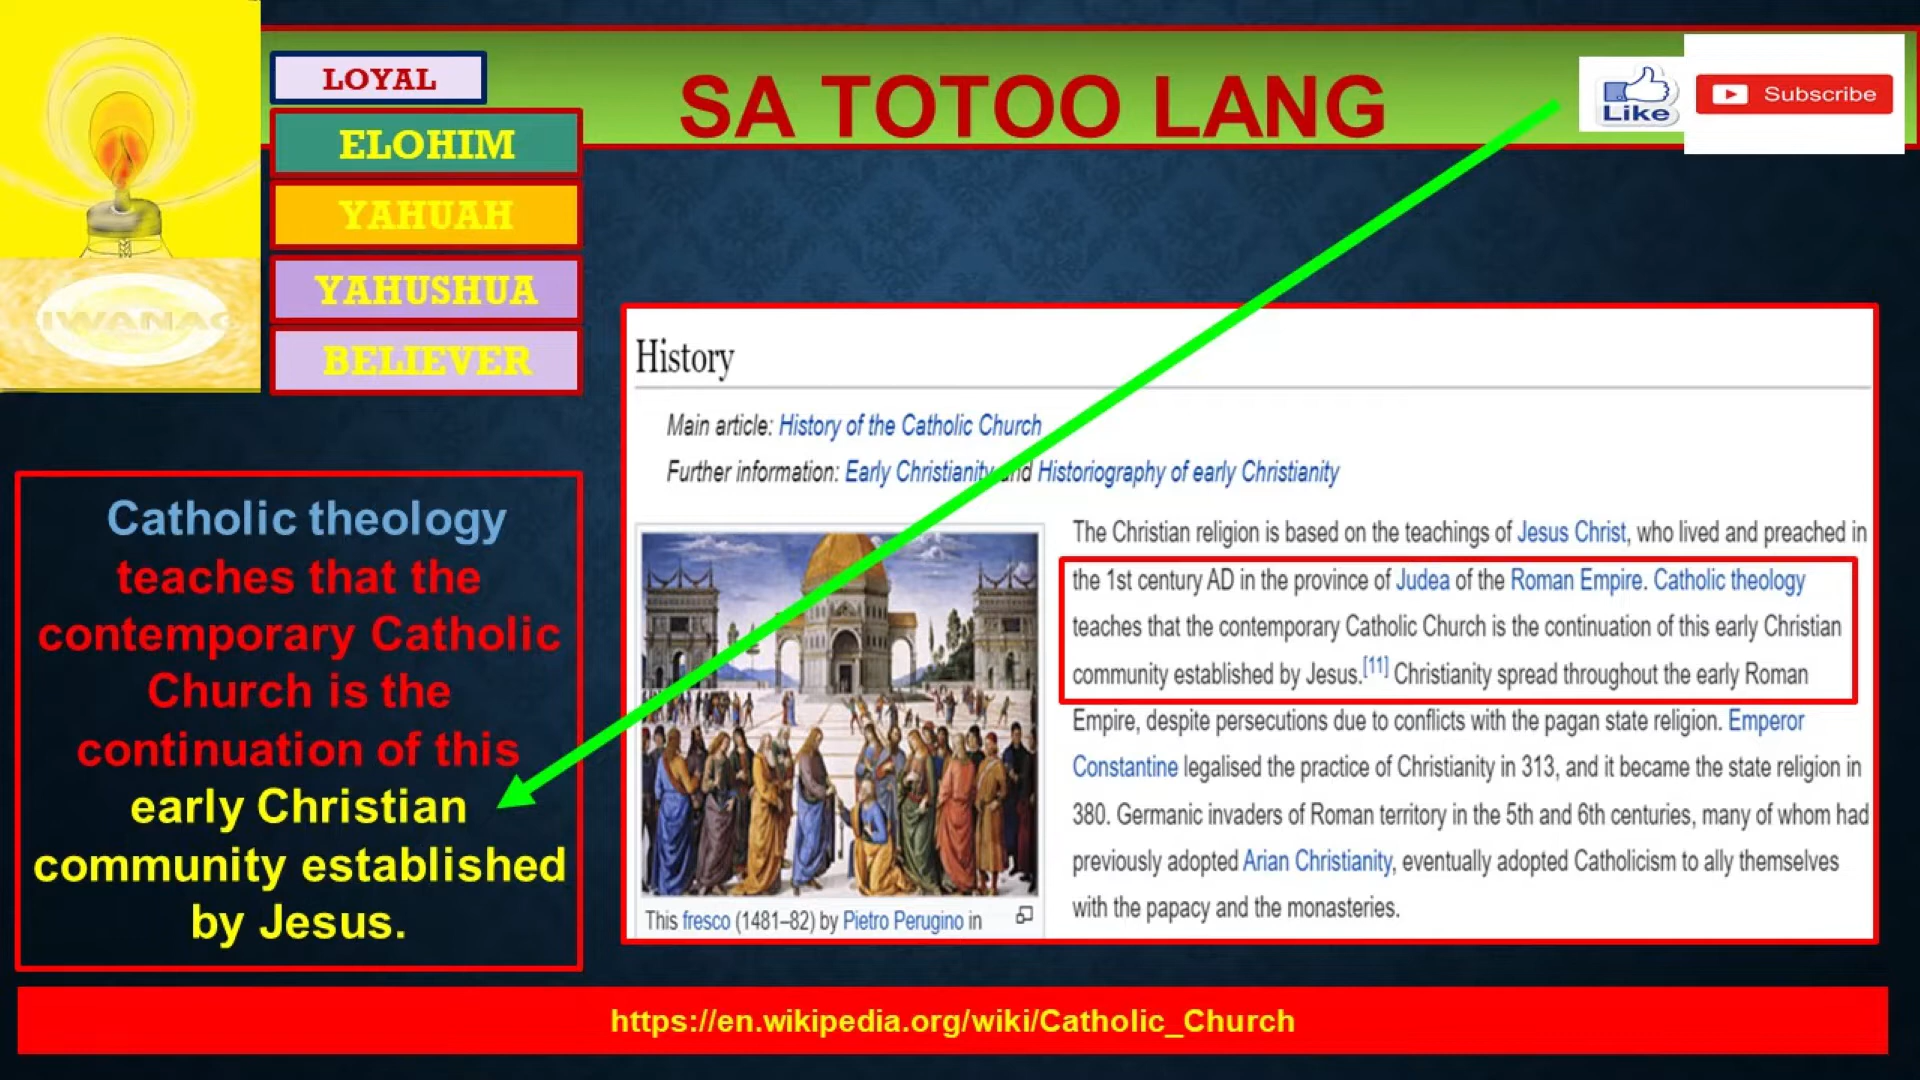 LOYAL
ELOHIM
YAHUAH
YAHUSHUA
BELIEVER
SA TOTOO LANG
Like
Subscribe
Catholic theology
teaches that the
contemporary Catholic
Church is the
continuation of this
early Christian
community established
by Jesus.
History
Main article: History of the Catholic Church
Further information: Early Christianity and Historiography of early Christianity
The Christian religion is based on the teachings of Jesus Christ, who lived and preached in
the 1st century AD in the province of Judea of the Roman Empire. Catholic theology
teaches that the contemporary Catholic Church is the continuation of this early Christian
community established by Jesus.[11] Christianity spread throughout the early Roman
Empire, despite persecutions due to conflicts with the pagan state religion. Emperor
Constantine legalised the practice of Christianity in 313, and it became the state religion in
380. Germanic invaders of Roman territory in the 5th and 6th centuries, many of whom had
previously adopted Arian Christianity, eventually adopted Catholicism to ally themselves
with the papacy and the monasteries.
This fresco (1481–82) by Pietro Perugino in
https://en.wikipedia.org/wiki/Catholic_Church